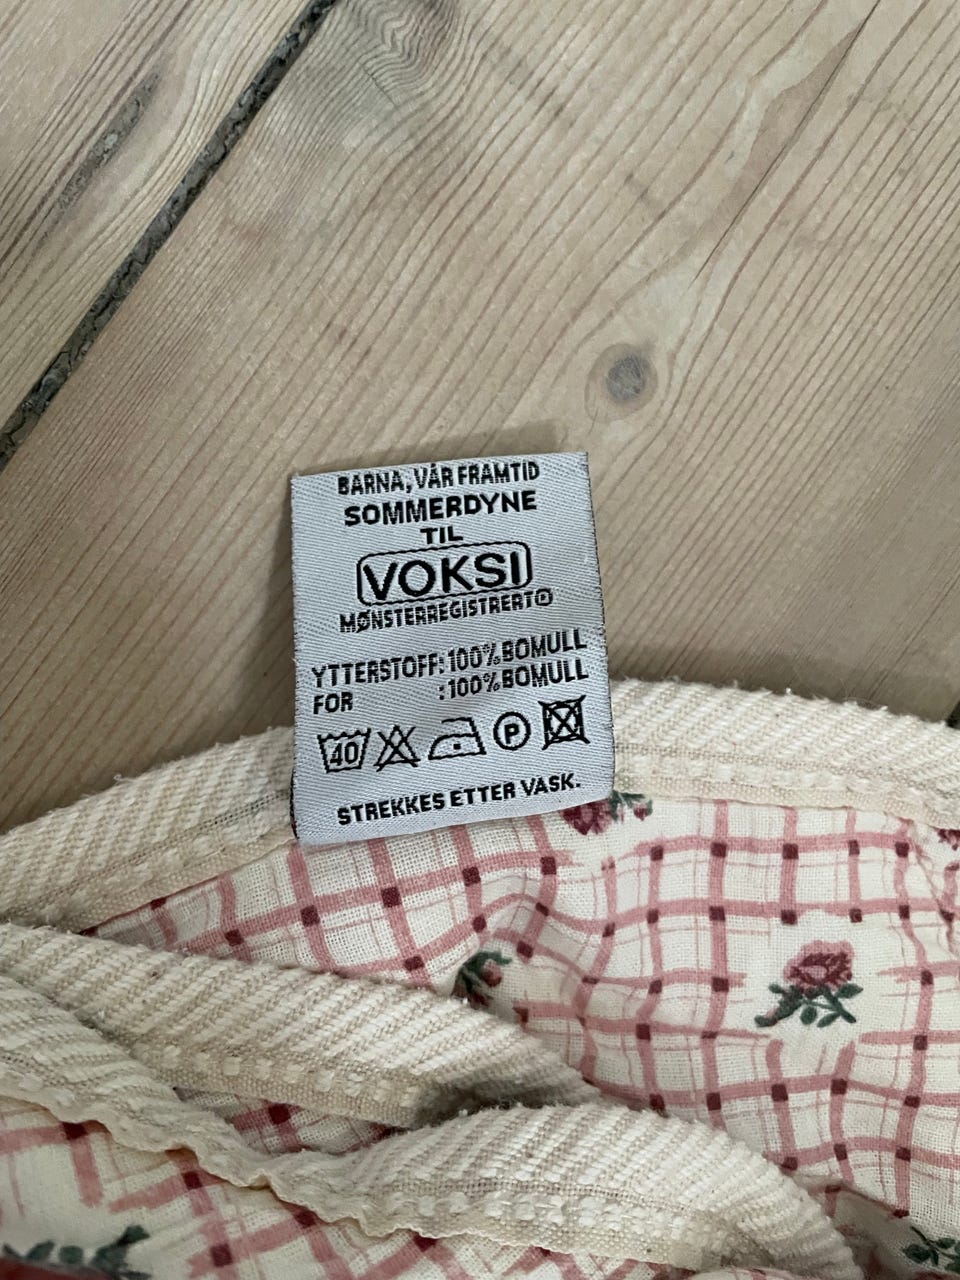 BARNA, VÅR FRAMTID
SOMMERDYNE
TIL
VOKSI
MØNSTERREGISTRERT©
YTTERSTOFF: 100% BOMULL
FOR : 100% BOMULL
40 P
STREKKES ETTER VASK.